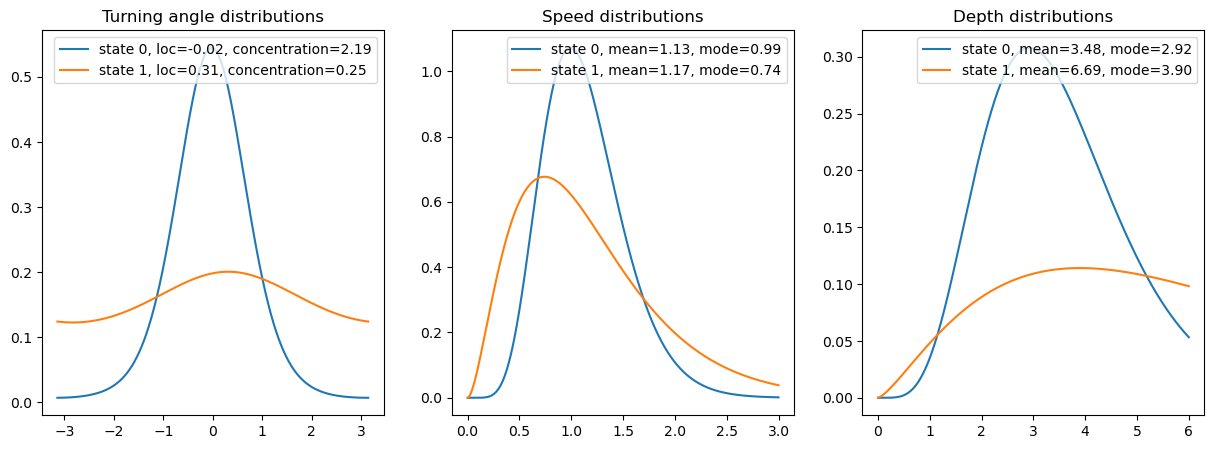 Turning angle distributions
state 0, loc=-0.02, concentration=2.19
state 1, loc=0.31, concentration=0.25
0.5
0.4
0.3
0.2
0.1
0.0
−3 −2 −1 0 1 2 3
Speed distributions
state 0, mean=1.13, mode=0.99
state 1, mean=1.17, mode=0.74
1.0
0.8
0.6
0.4
0.2
0.0
0.0 0.5 1.0 1.5 2.0 2.5 3.0
Depth distributions
state 0, mean=3.48, mode=2.92
state 1, mean=6.69, mode=3.90
0.30
0.25
0.20
0.15
0.10
0.05
0.00
0 1 2 3 4 5 6